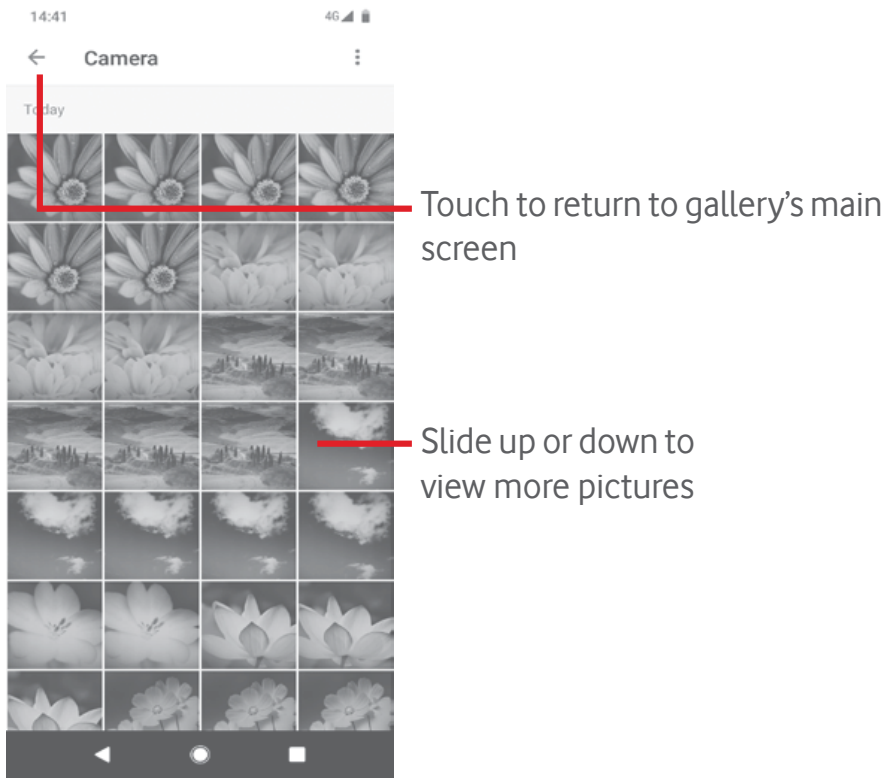 14:41 4G
Camera
Today
Touch to return to gallery’s main
screen
Slide up or down to
view more pictures